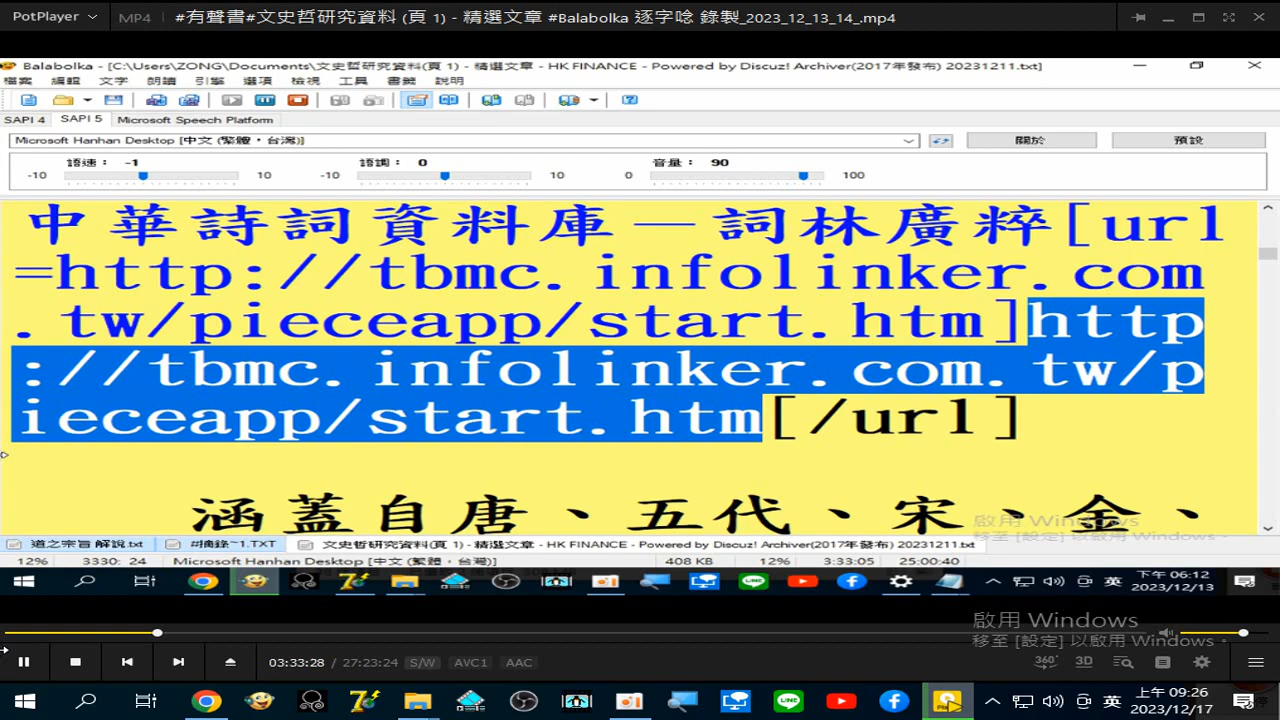 PotPlayer MP4 #有聲書#文史哲研究資料 (頁 1) - 精選文章 #Balabolka 逐字唸 錄製_2023_12_13_14_.mp4
Balabolka - [C:\Users\ZONG\Documents\文史哲研究資料(頁 1) - 精選文章 - HK FINANCE - Powered by Discuz! Archiver(2017年發布) 20231211.txt]
檔案 編輯 文字 朗讀 引擎 選項 檢視 工具 書籤 說明
SAPI 4 SAPI 5 Microsoft Speech Platform
Microsoft Hanhan Desktop [中文 (繁體，台灣)] 關於 預設
語速： -1 語調： 0 音量： 90
-10 10 -10 10 0 100
中華詩詞資料庫－詞林廣粹[url
=http://tbmc.infolinker.com
.tw/pieceapp/start.htm]http
://tbmc.infolinker.com.tw/p
ieceapp/start.htm[/url]
涵蓋自唐、五代、宋、金、
啟用 Windows
移至 [設定] 以啟用 Windows。
道之宗旨 解說.txt #摘錄~1.TXT 文史哲研究資料(頁 1) - 精選文章 - HK FINANCE - Powered by Discuz! Archiver(2017年發布) 20231211.txt
12% 3330: 24 Microsoft Hanhan Desktop [中文 (繁體，台灣)] 408 KB 12% 3:33:05 25:00:40
英 下午 06:12
2023/12/13
啟用 Windows
移至 [設定] 以啟用 Windows。
03:33:28 / 27:23:24 S/W AVC1 AAC 360° 3D
英 上午 09:26
2023/12/17